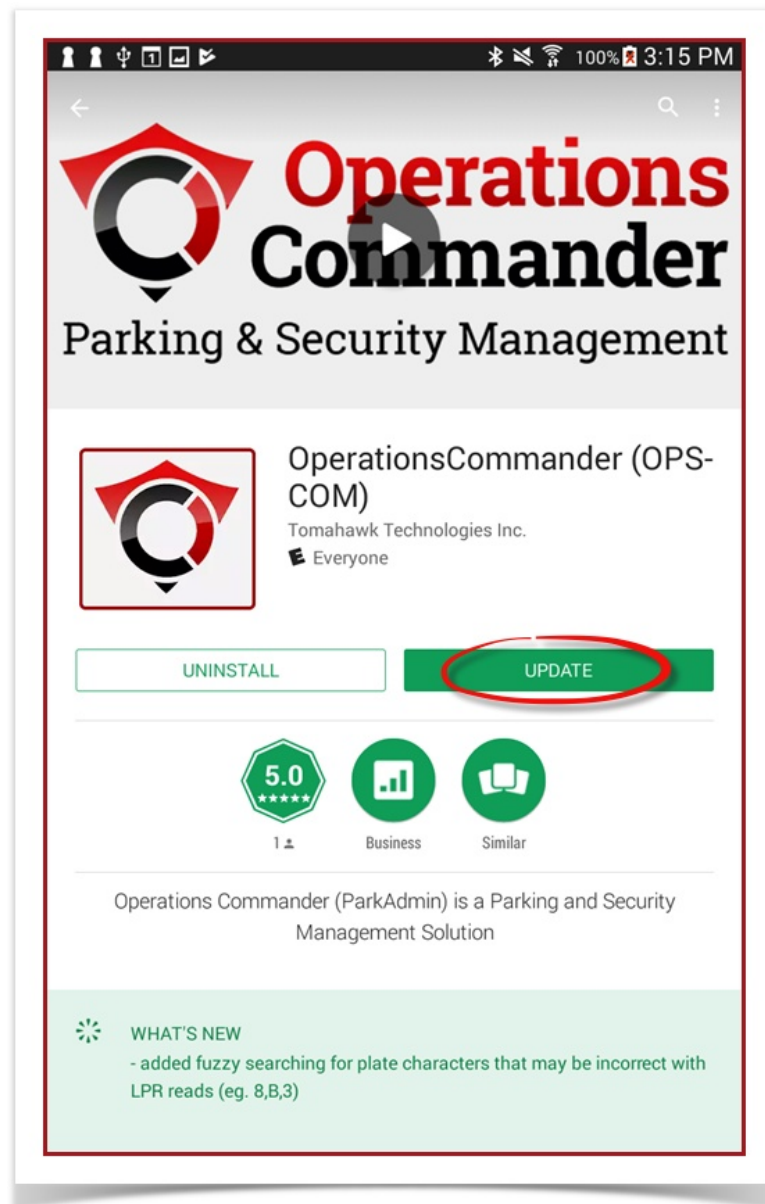 1
100% 3:15 PM
Operations
Commander
Parking & Security Management
OperationsCommander (OPS-
COM)
Tomahawk Technologies Inc.
E Everyone
UNINSTALL
UPDATE
5.0
1
Business
Similar
Operations Commander (ParkAdmin) is a Parking and Security
Management Solution
WHAT'S NEW
- added fuzzy searching for plate characters that may be incorrect with
LPR reads (eg. 8,B,3)